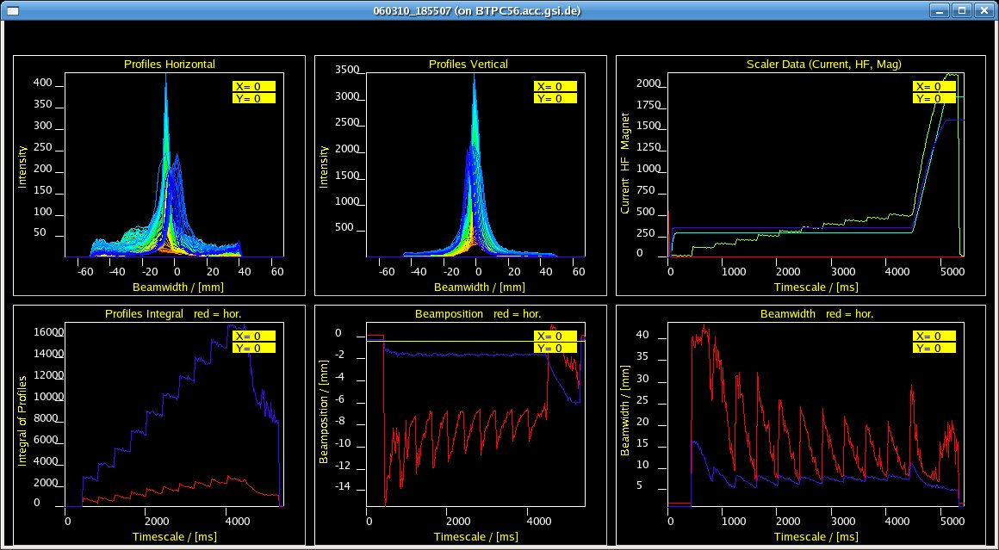 060310_185507 (on BTPC56.acc.gsi.de)
Profiles Horizontal
X= 0
Y= 0
Intensity
400
350
300
250
200
150
100
50
-60 -40 -20 0 20 40 60
Beamwidth / [mm]
Profiles Vertical
X= 0
Y= 0
Intensity
3500
3000
2500
2000
1500
1000
500
-60 -40 -20 0 20 40 60
Beamwidth / [mm]
Scaler Data (Current, HF, Mag)
X= 0
Y= 0
Current HF Magnet
2000
1750
1500
1250
1000
750
500
250
0
0 1000 2000 3000 4000 5000
Timescale / [ms]
Profiles Integral red = hor.
X= 0
Y= 0
Integral of Profiles
16000
14000
12000
10000
8000
6000
4000
2000
0
0 2000 4000
Timescale / [ms]
Beamposition red = hor.
X= 0
Y= 0
Beamposition / [mm]
0
-2
-4
-6
-8
-10
-12
-14
0 2000 4000
Timescale / [ms]
Beamwidth red = hor.
X= 0
Y= 0
Beamwidth / [mm]
40
35
30
25
20
15
10
5
0 1000 2000 3000 4000 5000
Timescale / [ms]